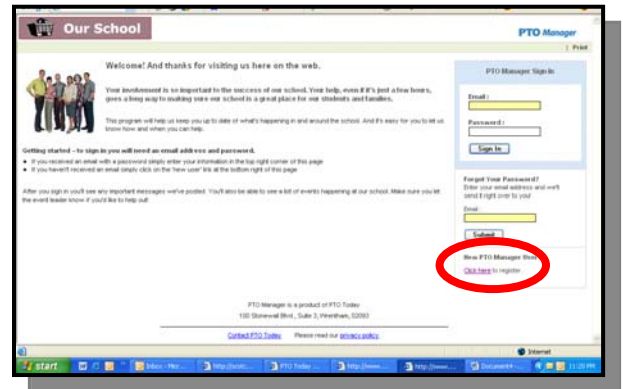 Our School
PTO Manager
| Print
Welcome! And thanks for visiting us here on the web.
Your involvement is so important to the success of our school. Your help, even if it's just a few hours,
goes a long way to making sure our school is a great place for our students and families.
This program will help us keep you up to date of what's happening in and around the school. And it's easy for you to let us
know how and when you can help.
Getting started - to sign in you will need an email address and password.
If you received an email with a password simply enter your information in the top right corner of this page
If you haven't received an email simply click on the 'new user' link at the bottom right of this page
After you sign in you'll see any important messages we've posted. You'll also be able to see a list of events happening at our school. Make sure you let
the event leader know if you'd like to help out!
PTO Manager Sign In
Email :
Password :
Sign In
Forgot Your Password?
Enter your email address and we'll
send it right over to you!
Email :
Submit
New PTO Manager User
Click here to register
PTO Manager is a product of PTO Today
100 Stonewall Blvd., Suite 3, Wrentham, 02093
Contact PTO Today Please read our privacy policy.
Internet
start
Inbox - Micr...
PTO Today ...
http://www....
http://www....
11:20 PM